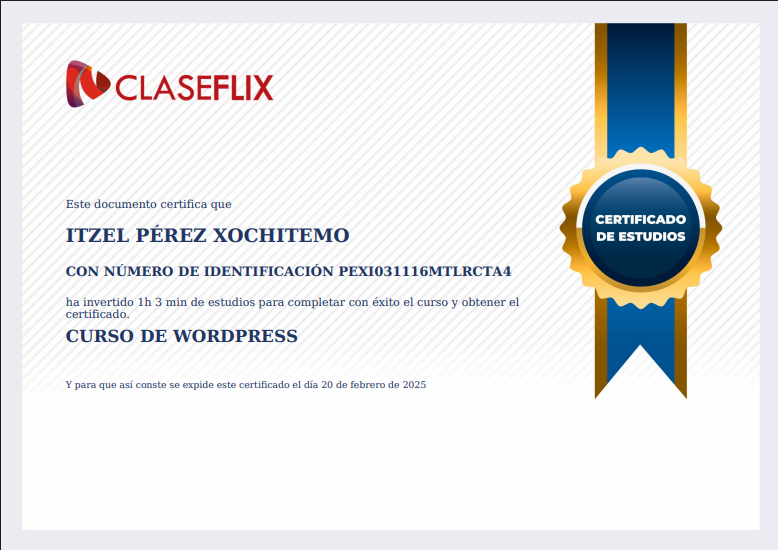 CLASEFLIX
CERTIFICADO
DE ESTUDIOS
Este documento certifica que
ITZEL PÉREZ XOCHITEMO
CON NÚMERO DE IDENTIFICACIÓN PEXI031116MTLRCTA4
ha invertido 1h 3 min de estudios para completar con éxito el curso y obtener el
certificado.
CURSO DE WORDPRESS
Y para que así conste se expide este certificado el día 20 de febrero de 2025